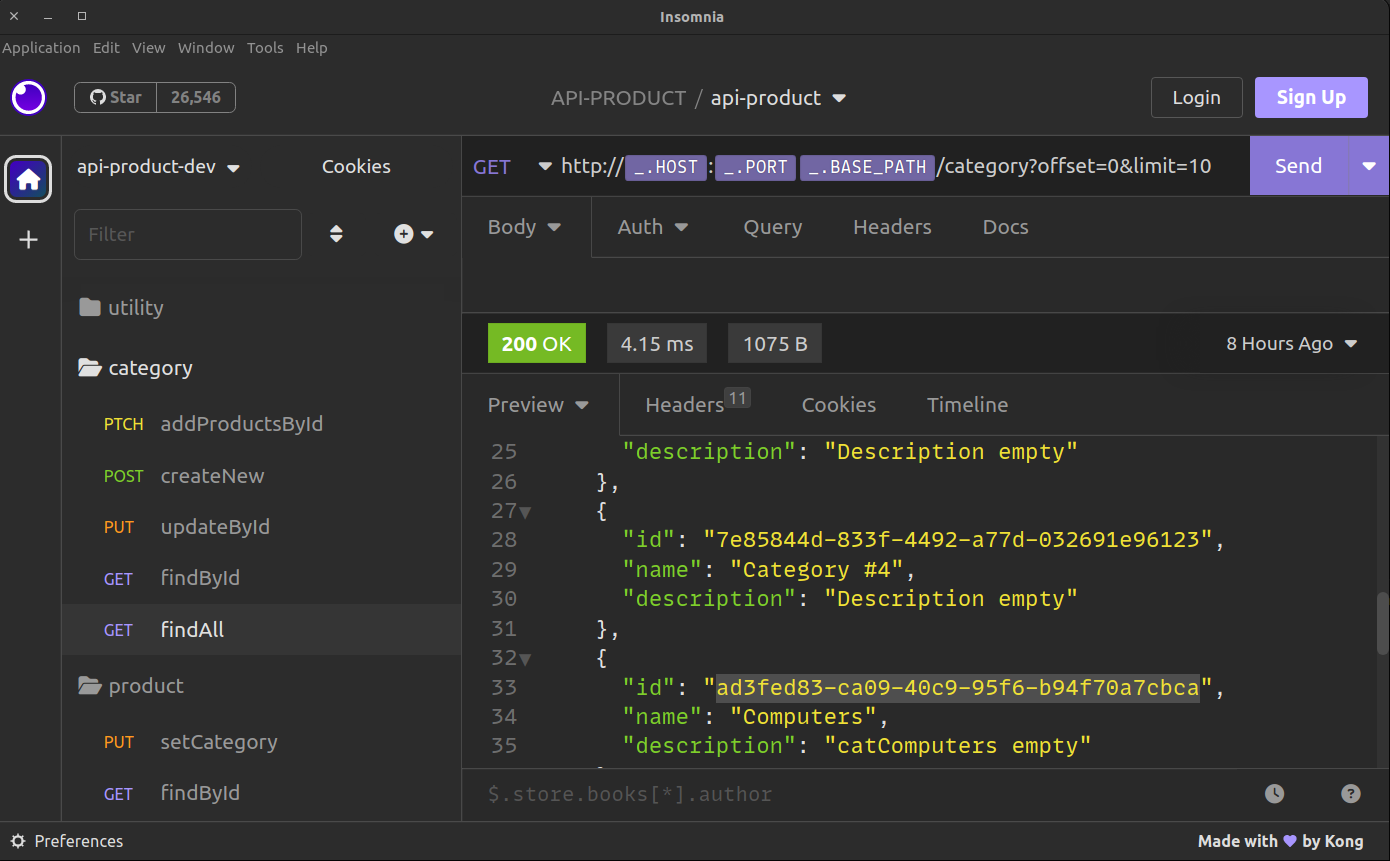 Insomnia
Application Edit View Window Tools Help
Star 26,546
API-PRODUCT / api-product
Login
Sign Up
api-product-dev
Cookies
GET http://_.HOST:_.PORT _.BASE_PATH/category?offset=0&limit=10
Send
Filter
Body
Auth
Query
Headers
Docs
utility
category
PTCH addProductsById
POST createNew
PUT updateById
GET findById
GET findAll
product
PUT setCategory
GET findById
200 OK
4.15 ms
1075 B
8 Hours Ago
Preview
Headers 11
Cookies
Timeline
25 "description": "Description empty"
26 },
27 {
28 "id": "7e85844d-833f-4492-a77d-032691e96123",
29 "name": "Category #4",
30 "description": "Description empty"
31 },
32 {
33 "id": "ad3fed83-ca09-40c9-95f6-b94f70a7cbca",
34 "name": "Computers",
35 "description": "catComputers empty"
$.store.books[*].author
Preferences
Made with 💜 by Kong